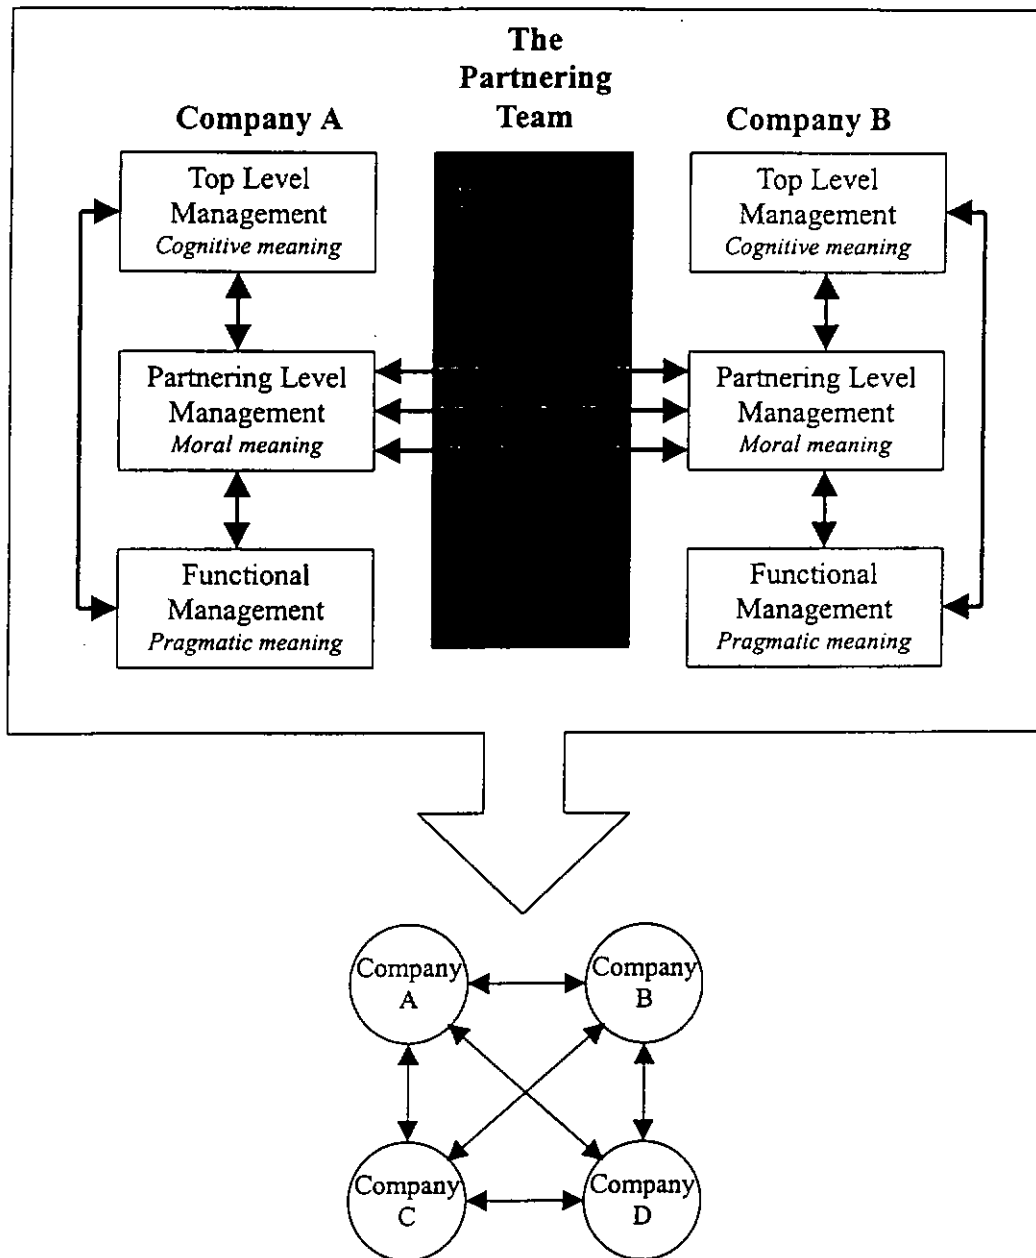 The
Partnering
Team
Company A
Company B
Top Level
Management
Cognitive meaning
Top Level
Management
Cognitive meaning
Partnering Level
Management
Moral meaning
Partnering Level
Management
Moral meaning
Functional
Management
Pragmatic meaning
Functional
Management
Pragmatic meaning
Company
A
Company
B
Company
C
Company
D